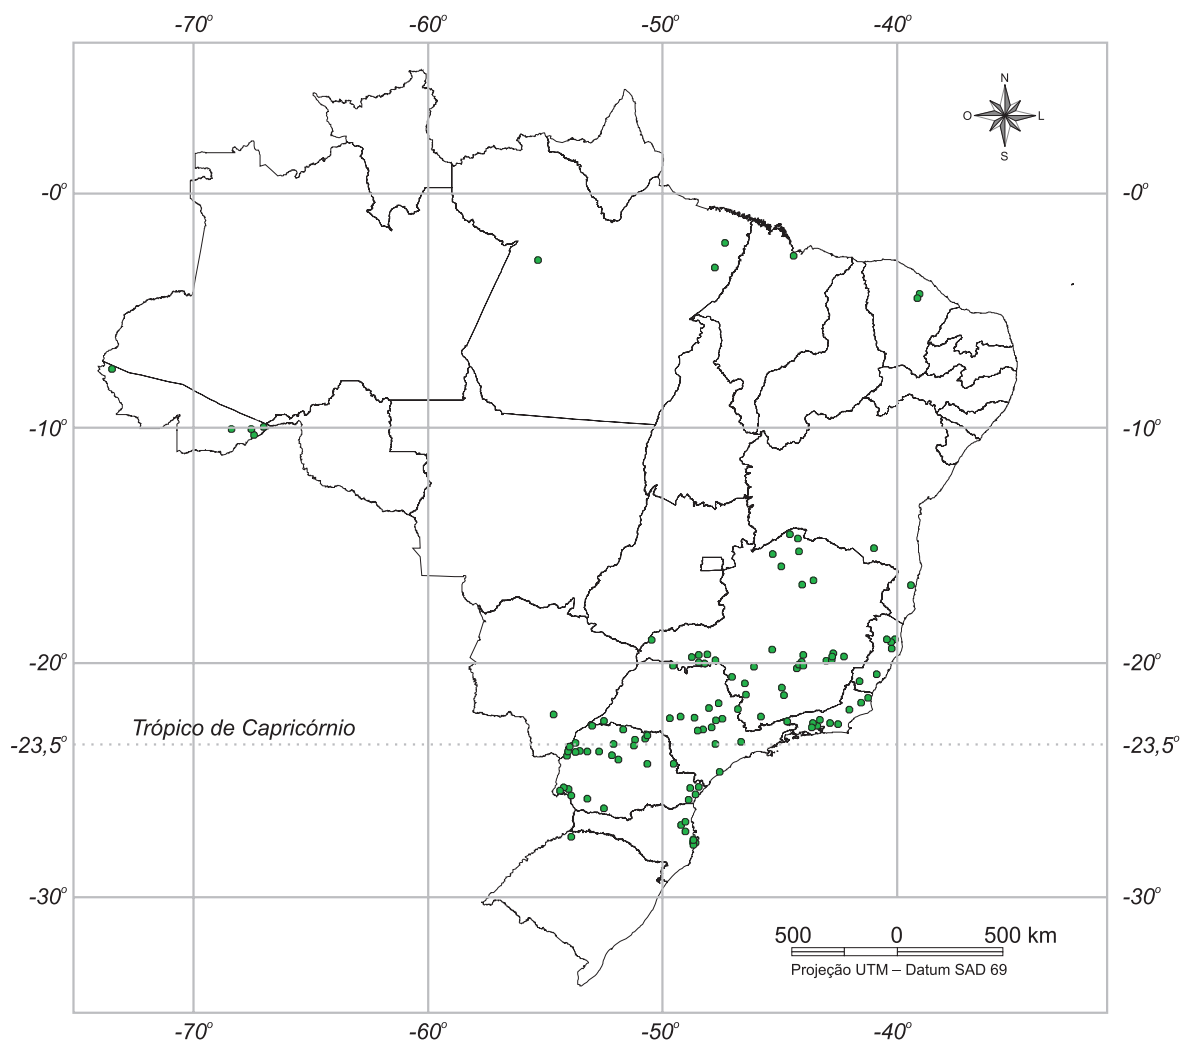 -70° -60° -50° -40°
N
O L
S
-0° -0°
-10° -10°
-20° -20°
Trópico de Capricórnio
-23,5° -23,5°
-30° -30°
500 0 500 km
Projeção UTM – Datum SAD 69
-70° -60° -50° -40°